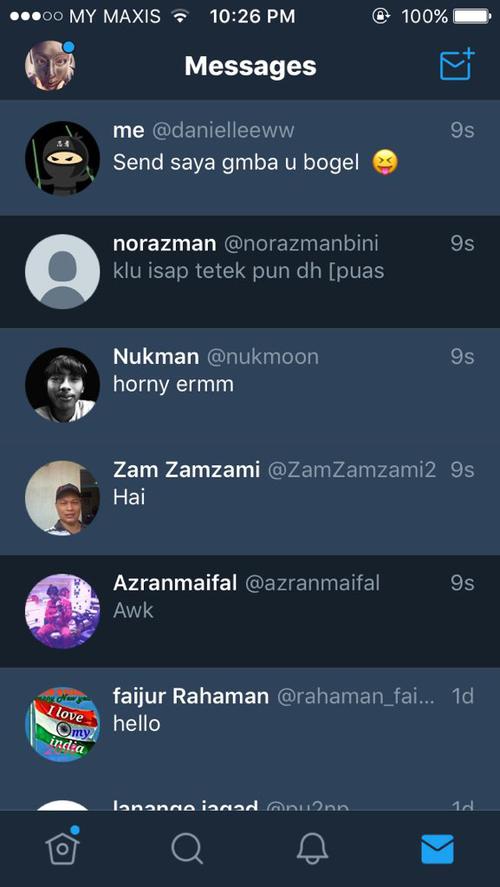 MY MAXIS 10:26 PM 100%
Messages
me @danielleeww 9s
Send saya gmba u bogel 😝
norazman @norazmanbini 9s
klu isap tetek pun dh [puas
Nukman @nukmoon 9s
horny ermm
Zam Zamzami @ZamZamzami2 9s
Hai
Azranmaifal @azranmaifal 9s
Awk
faijur Rahaman @rahaman_fai... 1d
hello
I love
my
india
lanange jagad @pu2np 1d